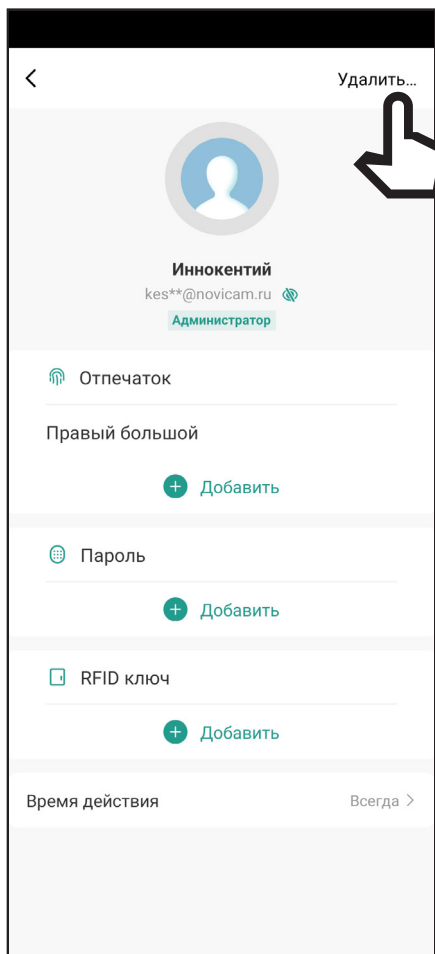 Удалить...
Иннокентий
kes**@novicam.ru
Администратор
Отпечаток
Правый большой
Добавить
Пароль
Добавить
RFID ключ
Добавить
Время действия Всегда >